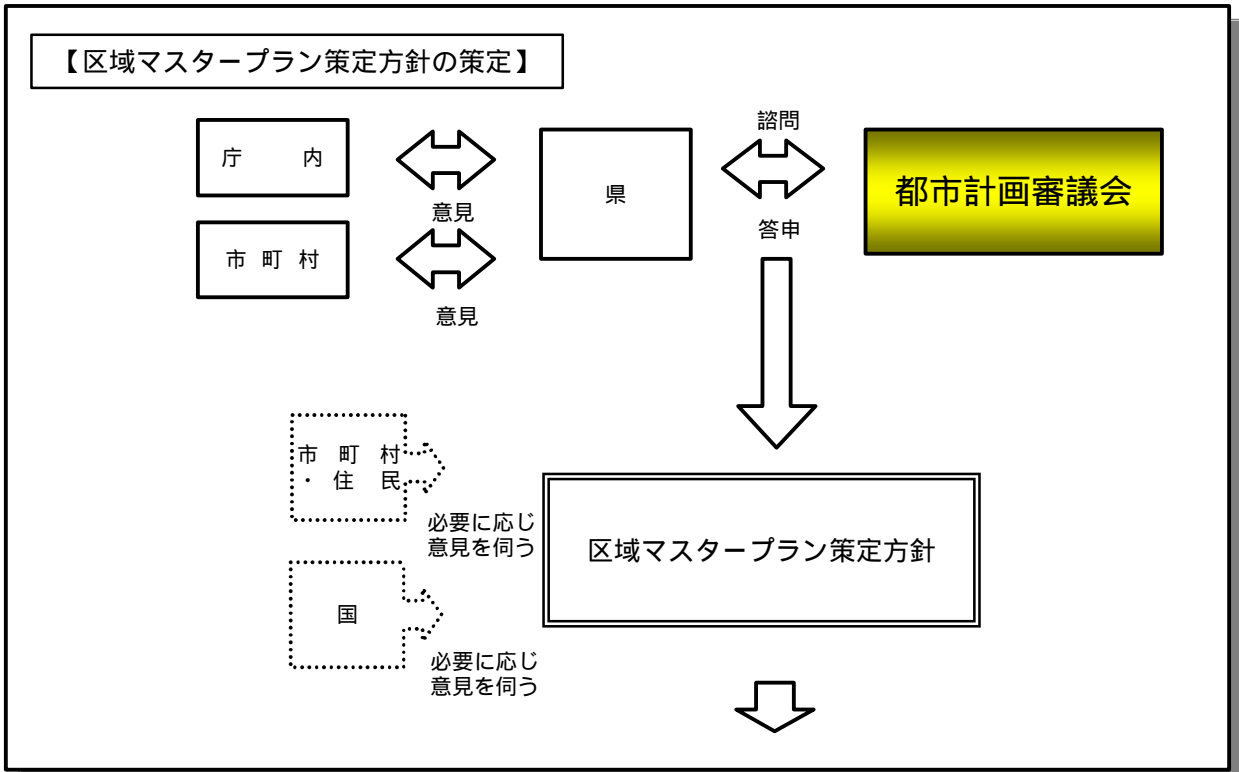 【区域マスタープラン策定方針の策定】
庁 内
意見
市 町 村
意見
県
諮問
答申
都市計画審議会
市 町 村
・ 住 民
必要に応じ
意見を伺う
国
必要に応じ
意見を伺う
区域マスタープラン策定方針